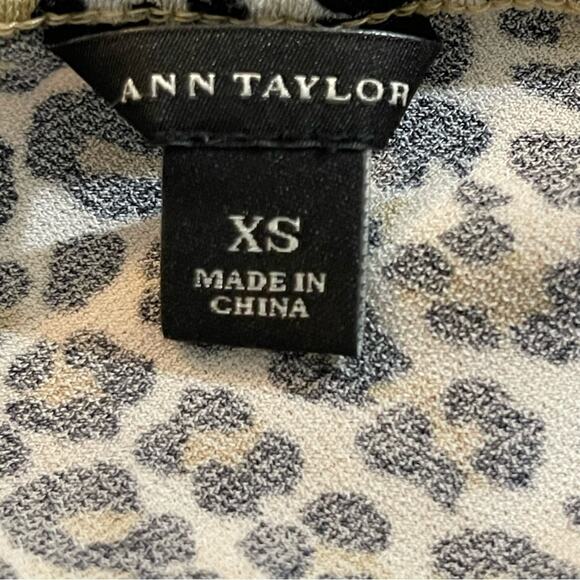 ANN TAYLOR
XS
MADE IN
CHINA